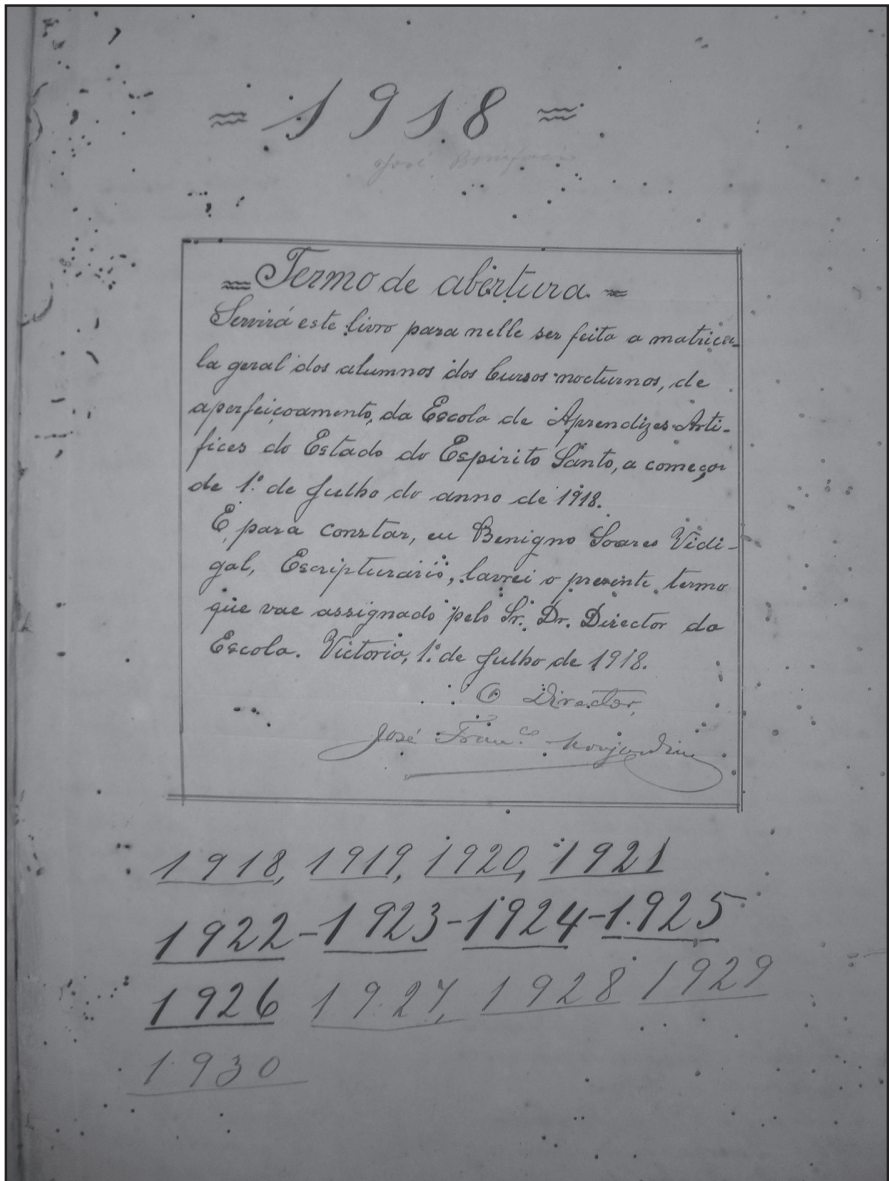 = 1918 =
José Bonifacio
= Termo de abertura =
Servirá este livro para nelle ser feito a matricu-
la geral dos alumnos dos Cursos nocturnos, de
aperfeiçoamento, da Escola de Aprendizes Arti-
fices do Estado do Espirito Santo, a começar
de 1º de Julho do anno de 1918.
E para constar, eu Benigno Soares Vidi-
gal, Escripturario, lavrei o presente termo
que vae assignado pelo Sr. Dr. Director da
Escola. Victoria, 1º de Julho de 1918.
O Director,
José Franco Monjardim
1918, 1919, 1920, 1921
1922-1923-1924-1925
1926 1927, 1928 1929
1930